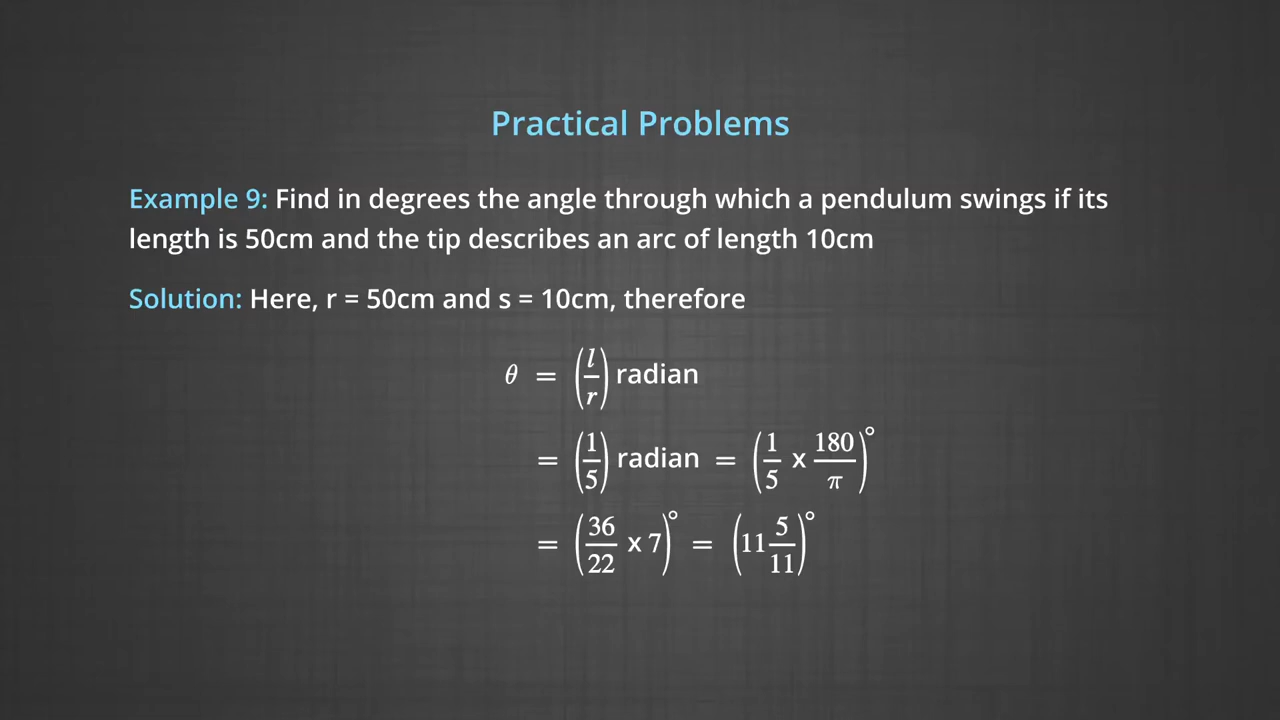 Practical Problems
Example 9: Find in degrees the angle through which a pendulum swings if its
length is 50cm and the tip describes an arc of length 10cm
Solution: Here, r = 50cm and s = 10cm, therefore
θ = (l/r) radian
= (1/5) radian = (1/5 x 180/π)°
= (36/22 x 7)° = (11 5/11)°